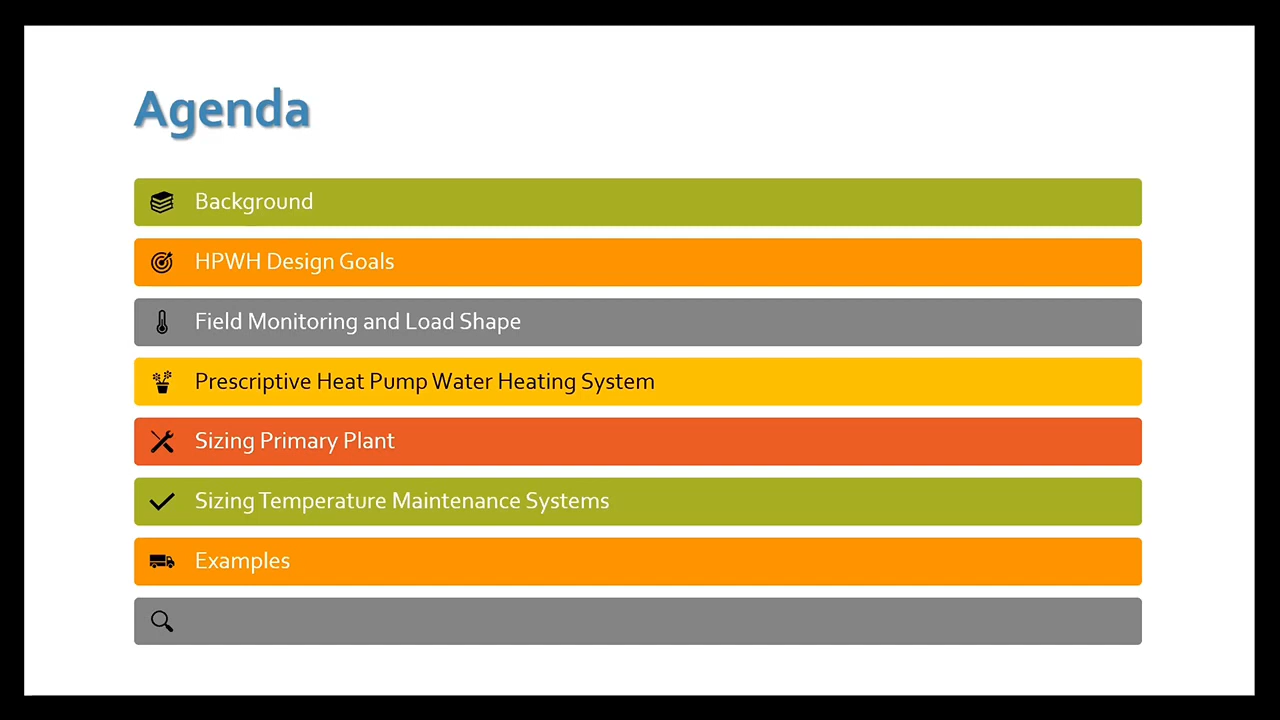 Agenda
Background
HPWH Design Goals
Field Monitoring and Load Shape
Prescriptive Heat Pump Water Heating System
Sizing Primary Plant
Sizing Temperature Maintenance Systems
Examples